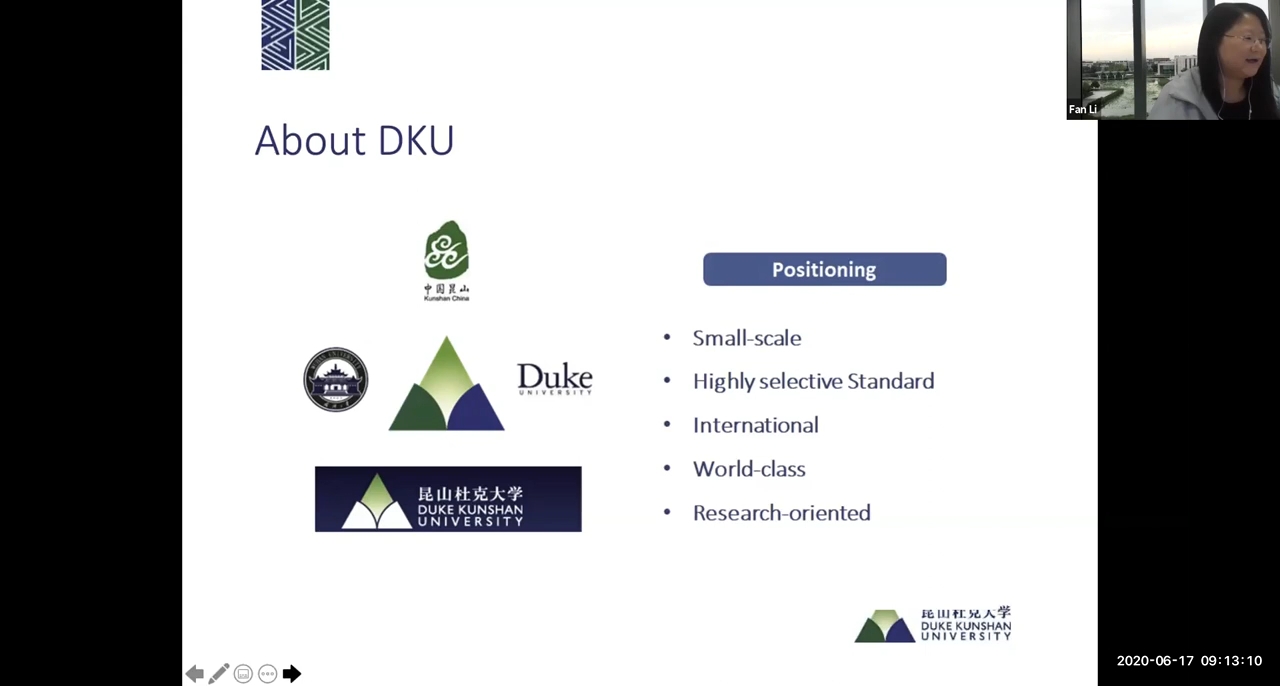 Fan Li
About DKU
中国昆山
Kunshan China
Duke
UNIVERSITY
昆山杜克大学
DUKE KUNSHAN
UNIVERSITY
Positioning
• Small-scale
• Highly selective Standard
• International
• World-class
• Research-oriented
昆山杜克大学
DUKE KUNSHAN
UNIVERSITY
2020-06-17 09:13:10